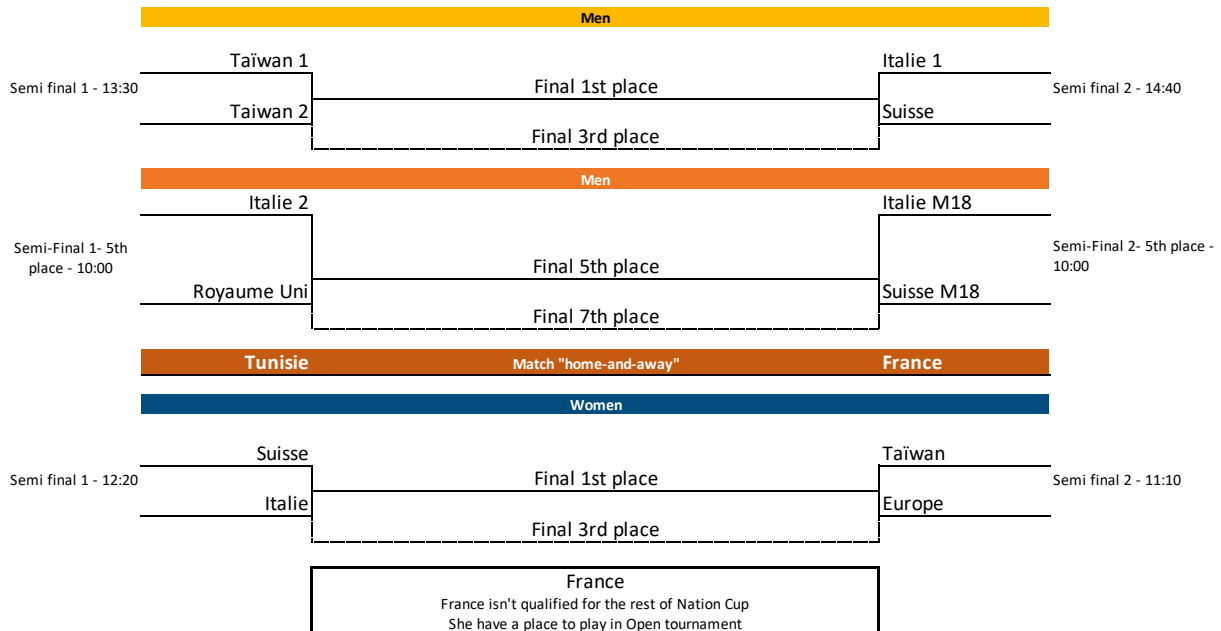 Men
Taïwan 1
Italie 1
Semi final 1 - 13:30
Final 1st place
Semi final 2 - 14:40
Taiwan 2
Suisse
Final 3rd place
Men
Italie 2
Italie M18
Semi-Final 1- 5th
place - 10:00
Semi-Final 2- 5th place -
10:00
Final 5th place
Royaume Uni
Suisse M18
Final 7th place
Tunisie
Match "home-and-away"
France
Women
Suisse
Taïwan
Semi final 1 - 12:20
Final 1st place
Semi final 2 - 11:10
Italie
Europe
Final 3rd place
France
France isn't qualified for the rest of Nation Cup
She have a place to play in Open tournament